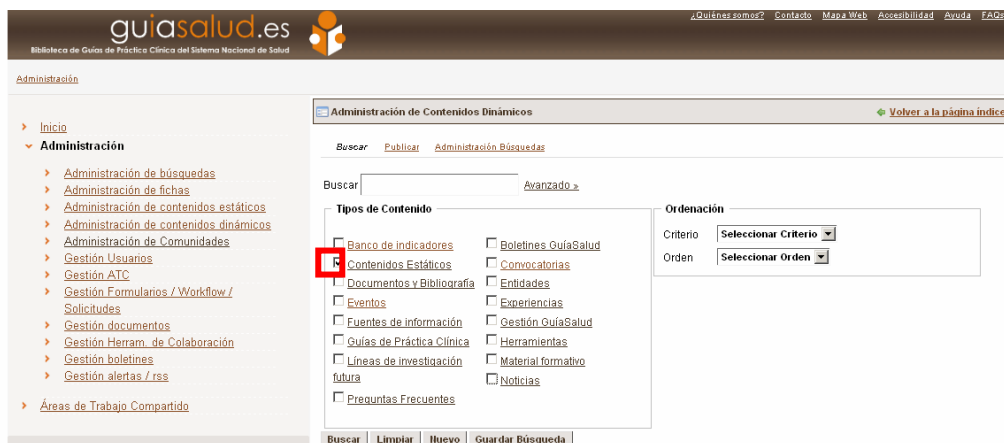 ¿Quiénes somos? Contacto Mapa Web Accesibilidad Ayuda FAQs
guiasalud.es
Biblioteca de Guías de Práctica Clínica del Sistema Nacional de Salud
Administración
Inicio
Administración
Administración de búsquedas
Administración de fichas
Administración de contenidos estáticos
Administración de contenidos dinámicos
Administración de Comunidades
Gestión Usuarios
Gestión ATC
Gestión Formularios / Workflow /
Solicitudes
Gestión documentos
Gestión Herram. de Colaboración
Gestión boletines
Gestión alertas / rss
Áreas de Trabajo Compartido
Administración de Contenidos Dinámicos
Volver a la página índice
Buscar Publicar Administración Búsquedas
Buscar Avanzado »
Tipos de Contenido
Banco de indicadores
Contenidos Estáticos
Documentos y Bibliografía
Eventos
Fuentes de información
Guías de Práctica Clínica
Líneas de investigación
futura
Preguntas Frecuentes
Boletines GuíaSalud
Convocatorias
Entidades
Experiencias
Gestión GuíaSalud
Herramientas
Material formativo
Noticias
Ordenación
Criterio Seleccionar Criterio
Orden Seleccionar Orden
Buscar Limpiar Nuevo Guardar Búsqueda